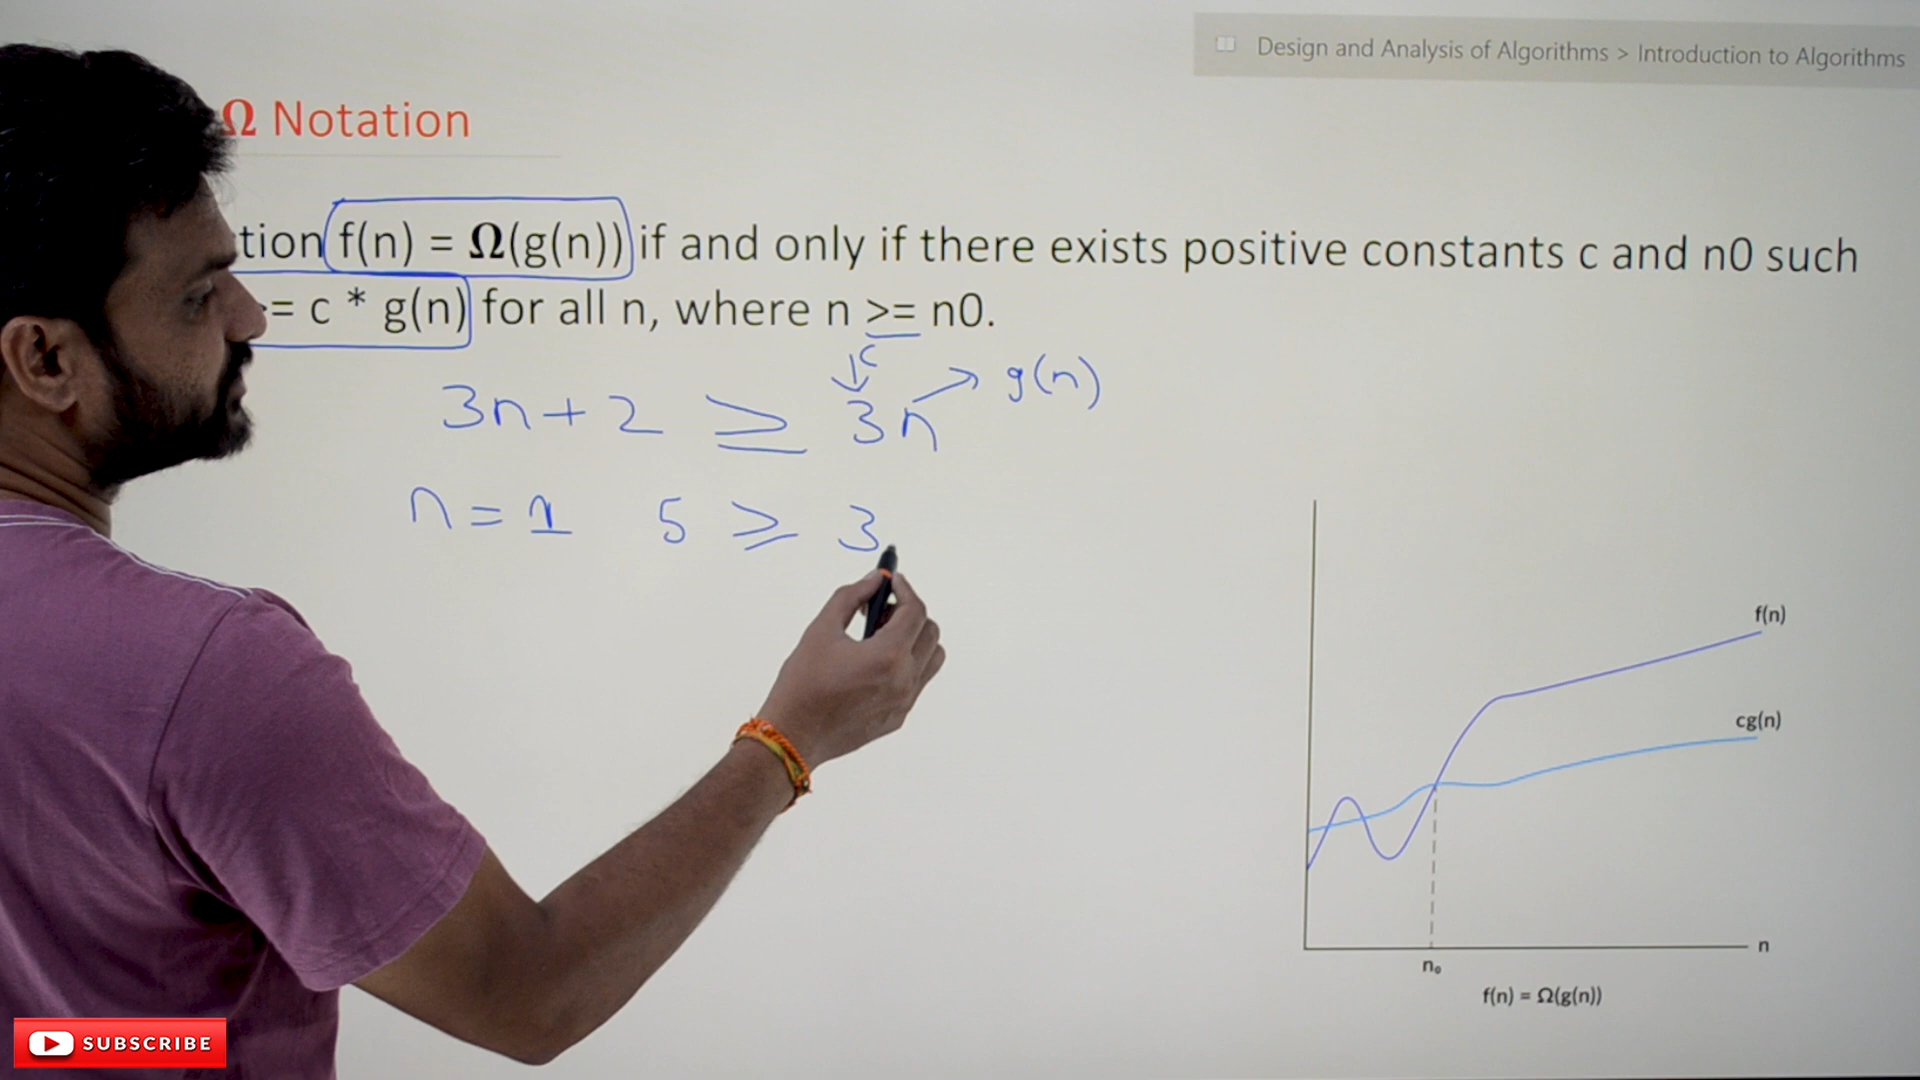 Design and Analysis of Algorithms > Introduction to Algorithms
Ω Notation
tion f(n) = Ω(g(n)) if and only if there exists positive constants c and n0 such
>= c * g(n) for all n, where n >= n0.
c
3n + 2 ≥ 3n → g(n)
n = 1 5 ≥ 3
f(n)
cg(n)
n
n₀
f(n) = Ω(g(n))
SUBSCRIBE